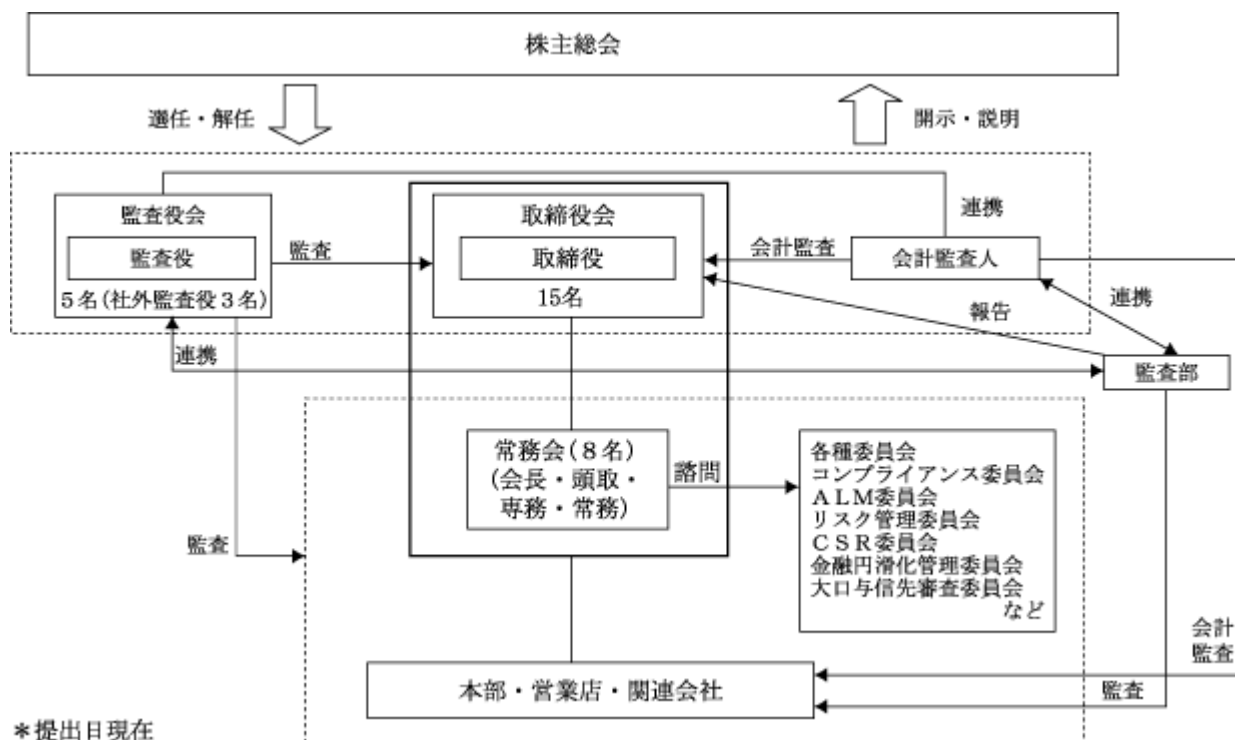 株主総会
選任・解任
開示・説明
監査役会
監査役
5名(社外監査役3名)
監査
取締役会
取締役
15名
会計監査
会計監査人
連携
連携
報告
連携
監査部
常務会(8名)
(会長・頭取・
専務・常務)
諮問
各種委員会
コンプライアンス委員会
ALM委員会
リスク管理委員会
CSR委員会
金融円滑化管理委員会
大口与信先審査委員会
など
監査
会計
監査
本部・営業店・関連会社
監査
*提出日現在